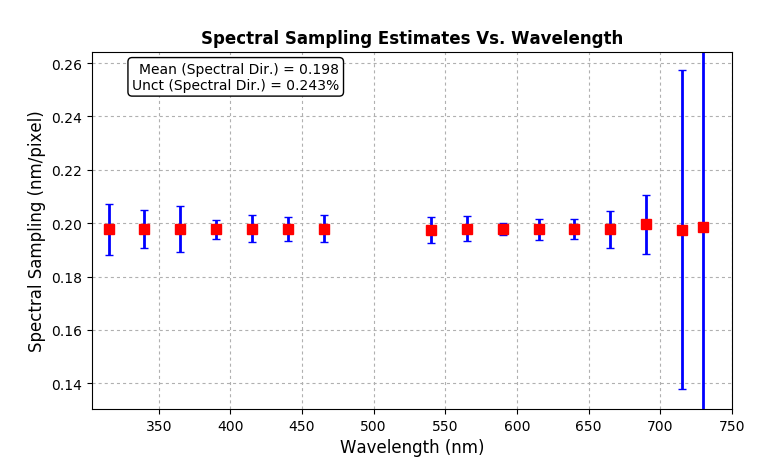 Spectral Sampling Estimates Vs. Wavelength
Mean (Spectral Dir.) = 0.198
Unct (Spectral Dir.) = 0.243%
Spectral Sampling (nm/pixel)
0.26
0.24
0.22
0.20
0.18
0.16
0.14
350 400 450 500 550 600 650 700 750
Wavelength (nm)